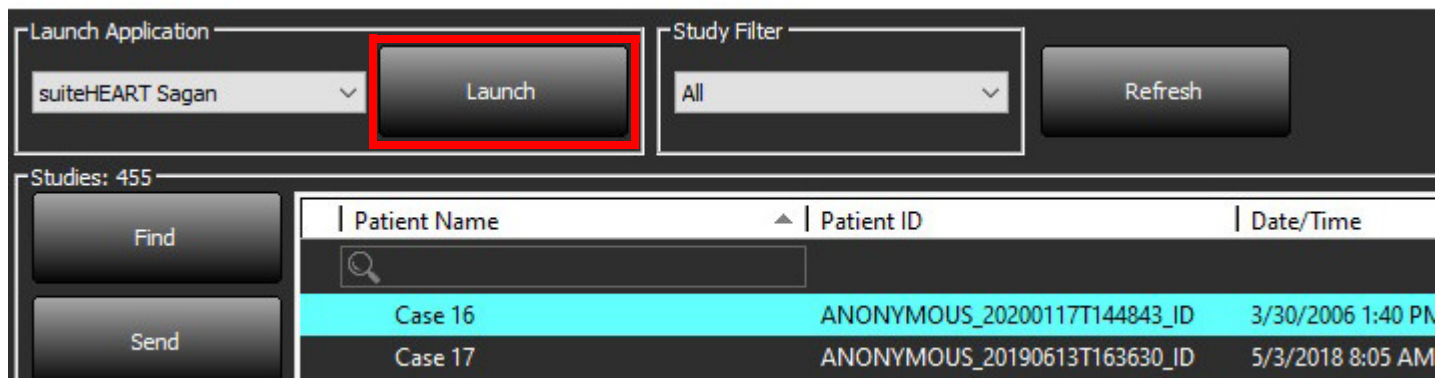 Launch Application
Study Filter
suiteHEART Sagan
Launch
All
Refresh
Studies: 455
Find
Patient Name
Patient ID
Date/Time
Send
Case 16 ANONYMOUS_20200117T144843_ID 3/30/2006 1:40 PM
Case 17 ANONYMOUS_20190613T163630_ID 5/3/2018 8:05 AM